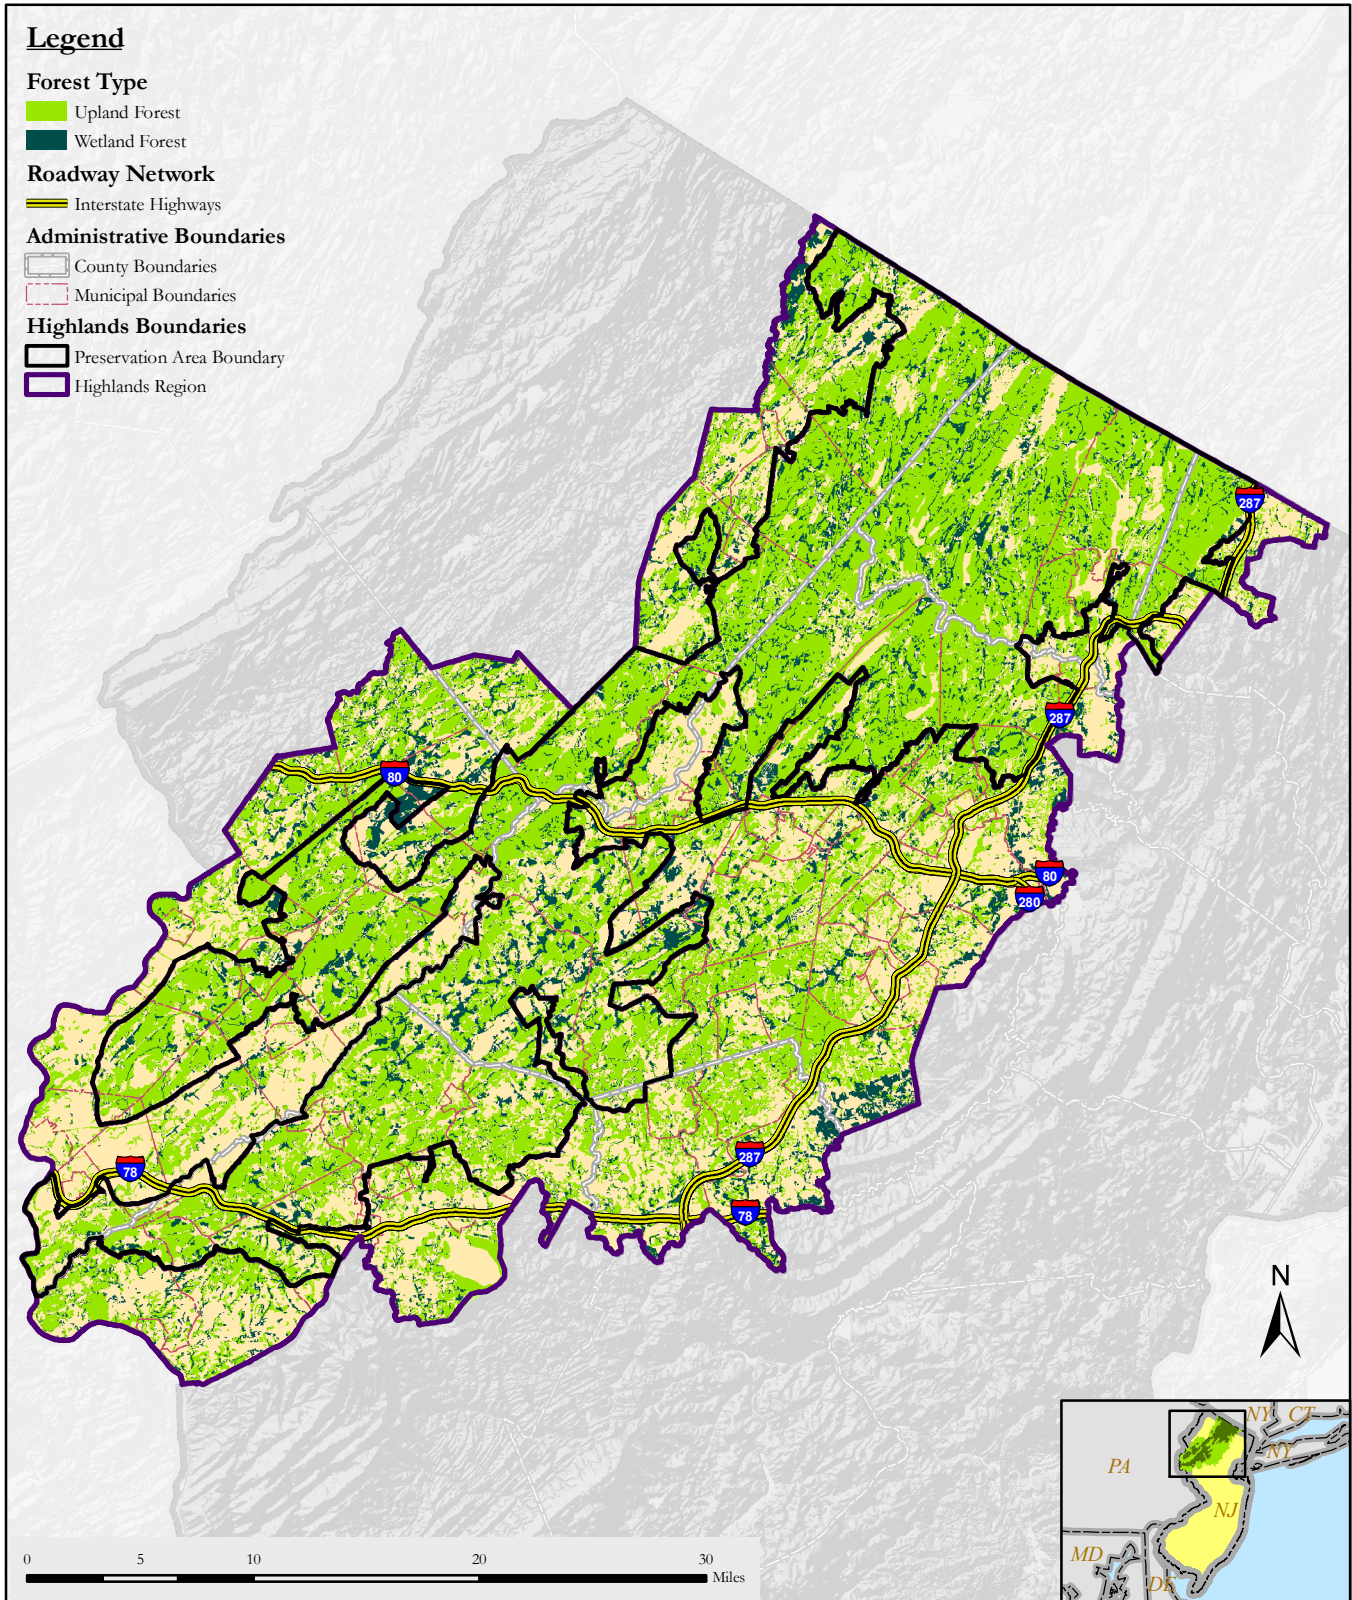 Legend
Forest Type
Upland Forest
Wetland Forest
Roadway Network
Interstate Highways
Administrative Boundaries
County Boundaries
Municipal Boundaries
Highlands Boundaries
Preservation Area Boundary
Highlands Region
287
287
80
80
280
78
287
78
N
NY
CT
NY
PA
NJ
MD
DE
0 5 10 20 30
Miles